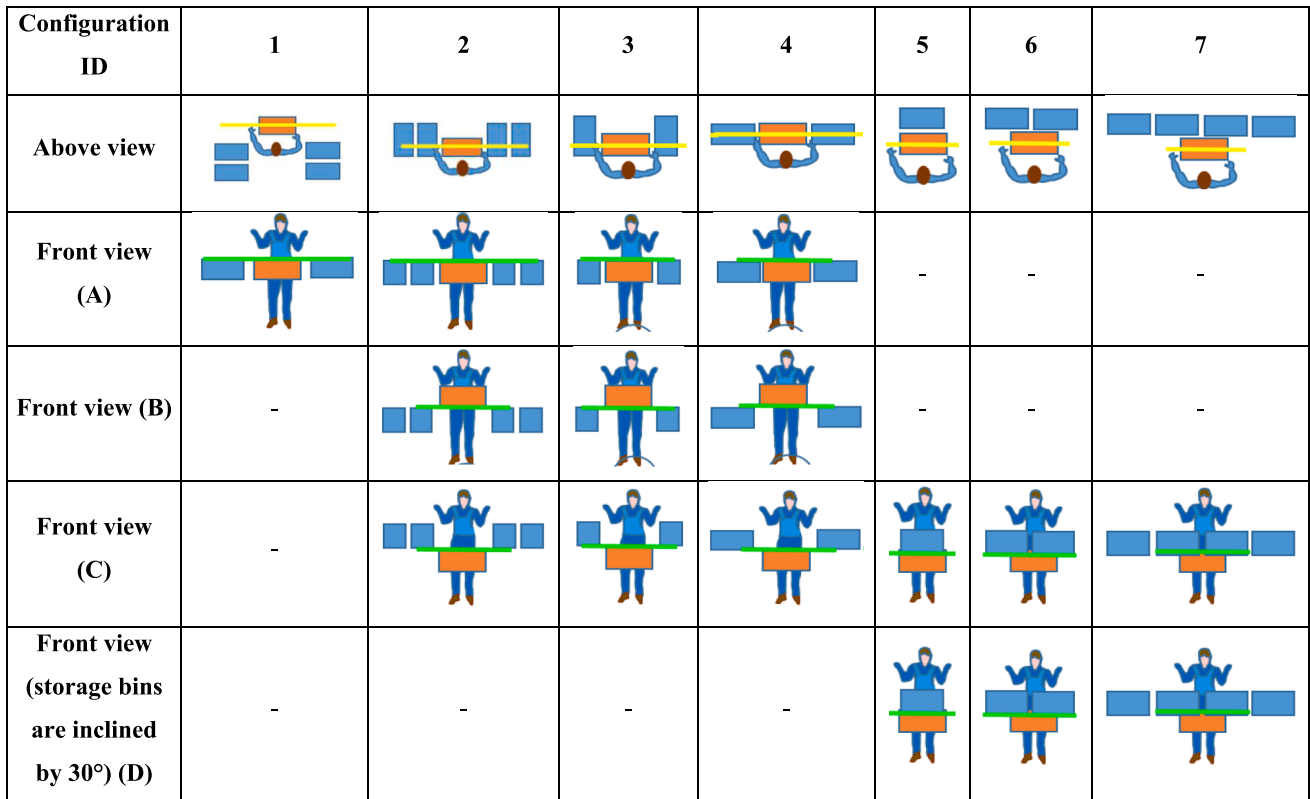 Configuration
ID
1
2
3
4
5
6
7
Above view
Front view
(A)
-
-
-
Front view (B)
-
-
-
-
Front view
(C)
-
Front view
(storage bins
are inclined
by 30°) (D)
-
-
-
-